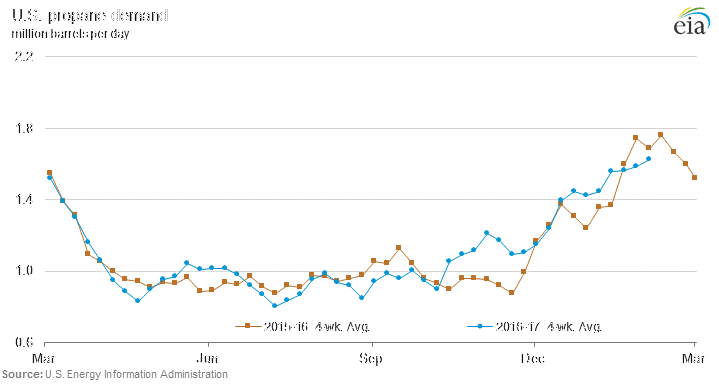 U.S. propane demand
million barrels per day
eia
2.2
1.8
1.4
1.0
0.6
2015-16 4-wk. Avg.
2016-17 4-wk. Avg.
Mar Jun Sep Dec Mar
Source: U.S. Energy Information Administration